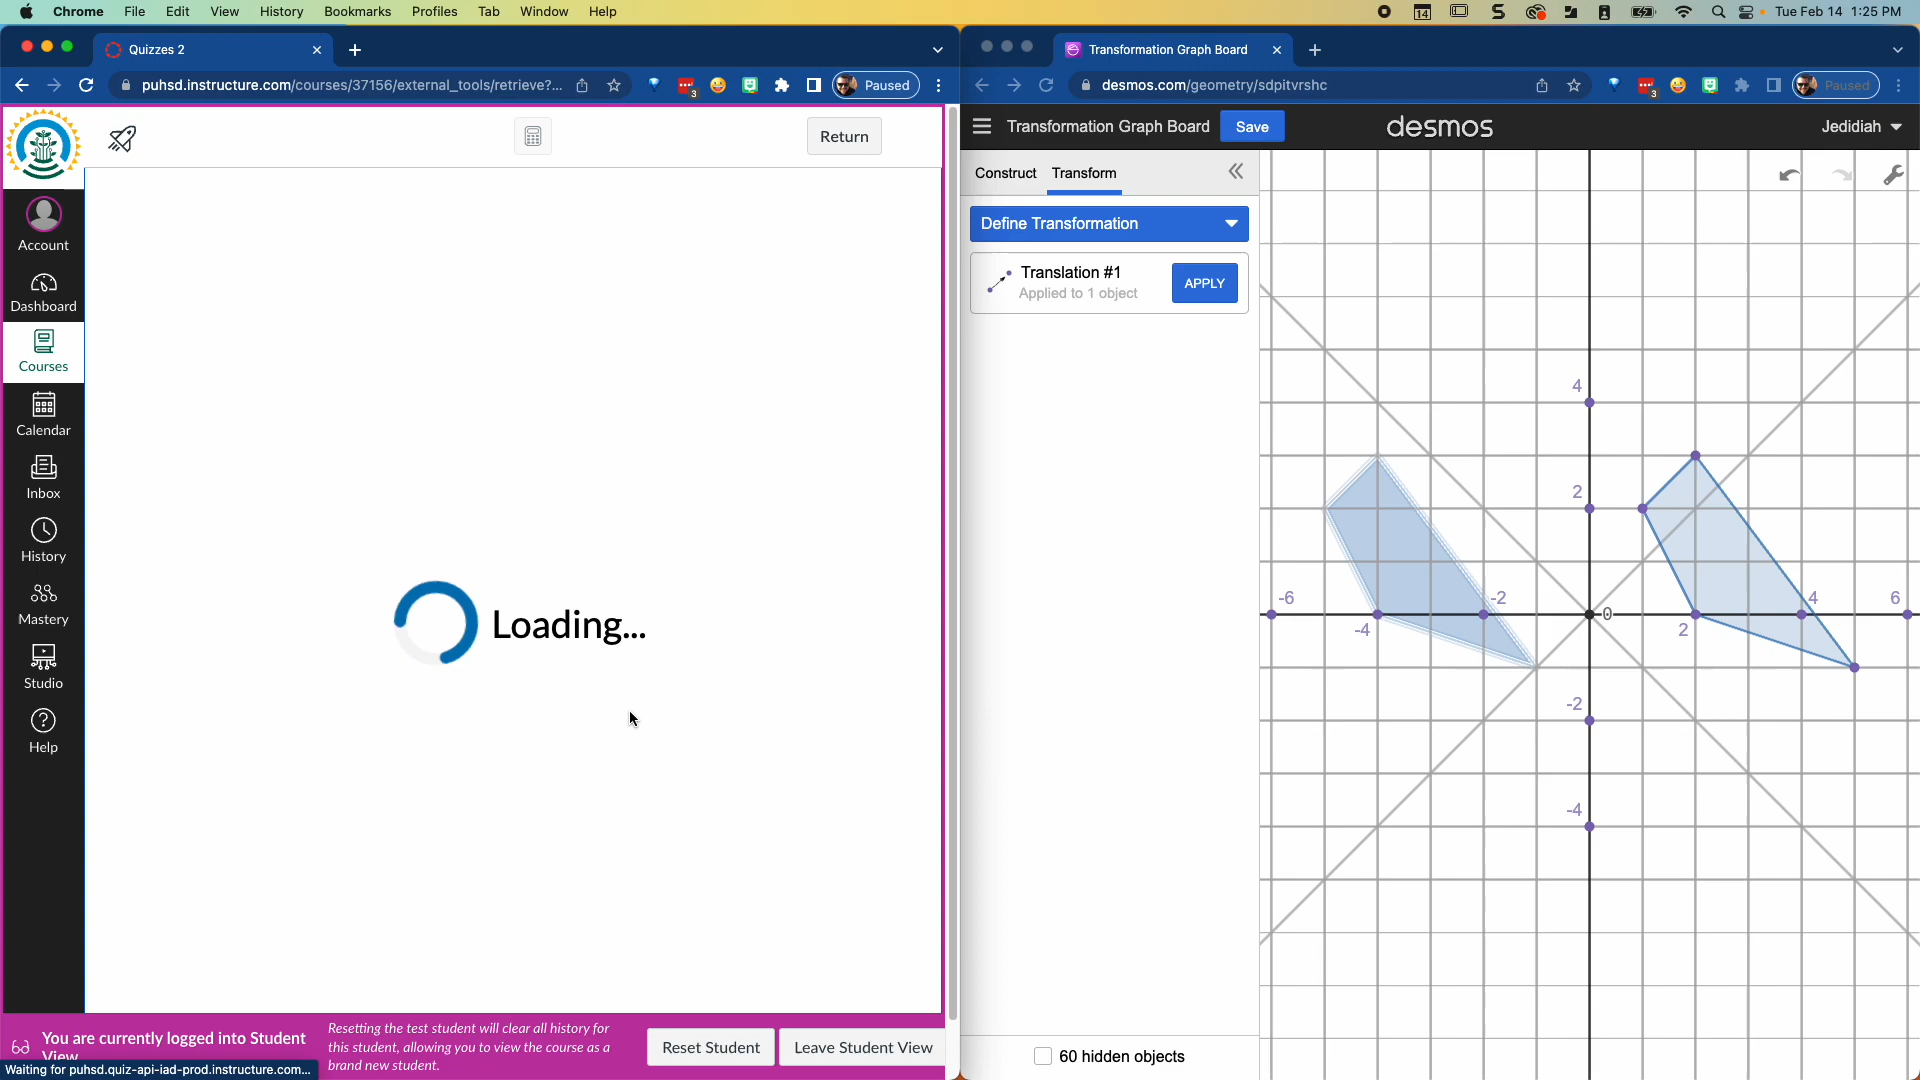 Chrome File Edit View History Bookmarks Profiles Tab Window Help
14 Tue Feb 14 1:25 PM
Quizzes 2
puhsd.instructure.com/courses/37156/external_tools/retrieve?...
3
Paused
Return
Account
Dashboard
Courses
Calendar
Inbox
History
Mastery
Studio
Help
Loading...
You are currently logged into Student View
Resetting the test student will clear all history for
this student, allowing you to view the course as a
brand new student.
Reset Student
Leave Student View
Waiting for puhsd.quiz-api-iad-prod.instructure.com...
Transformation Graph Board
desmos.com/geometry/sdpitvrshc
3
Paused
Transformation Graph Board
Save
desmos
Jedidiah
Construct Transform
Define Transformation
Translation #1
Applied to 1 object
APPLY
60 hidden objects
4
2
-6
-4
-2
0
2
4
6
-2
-4